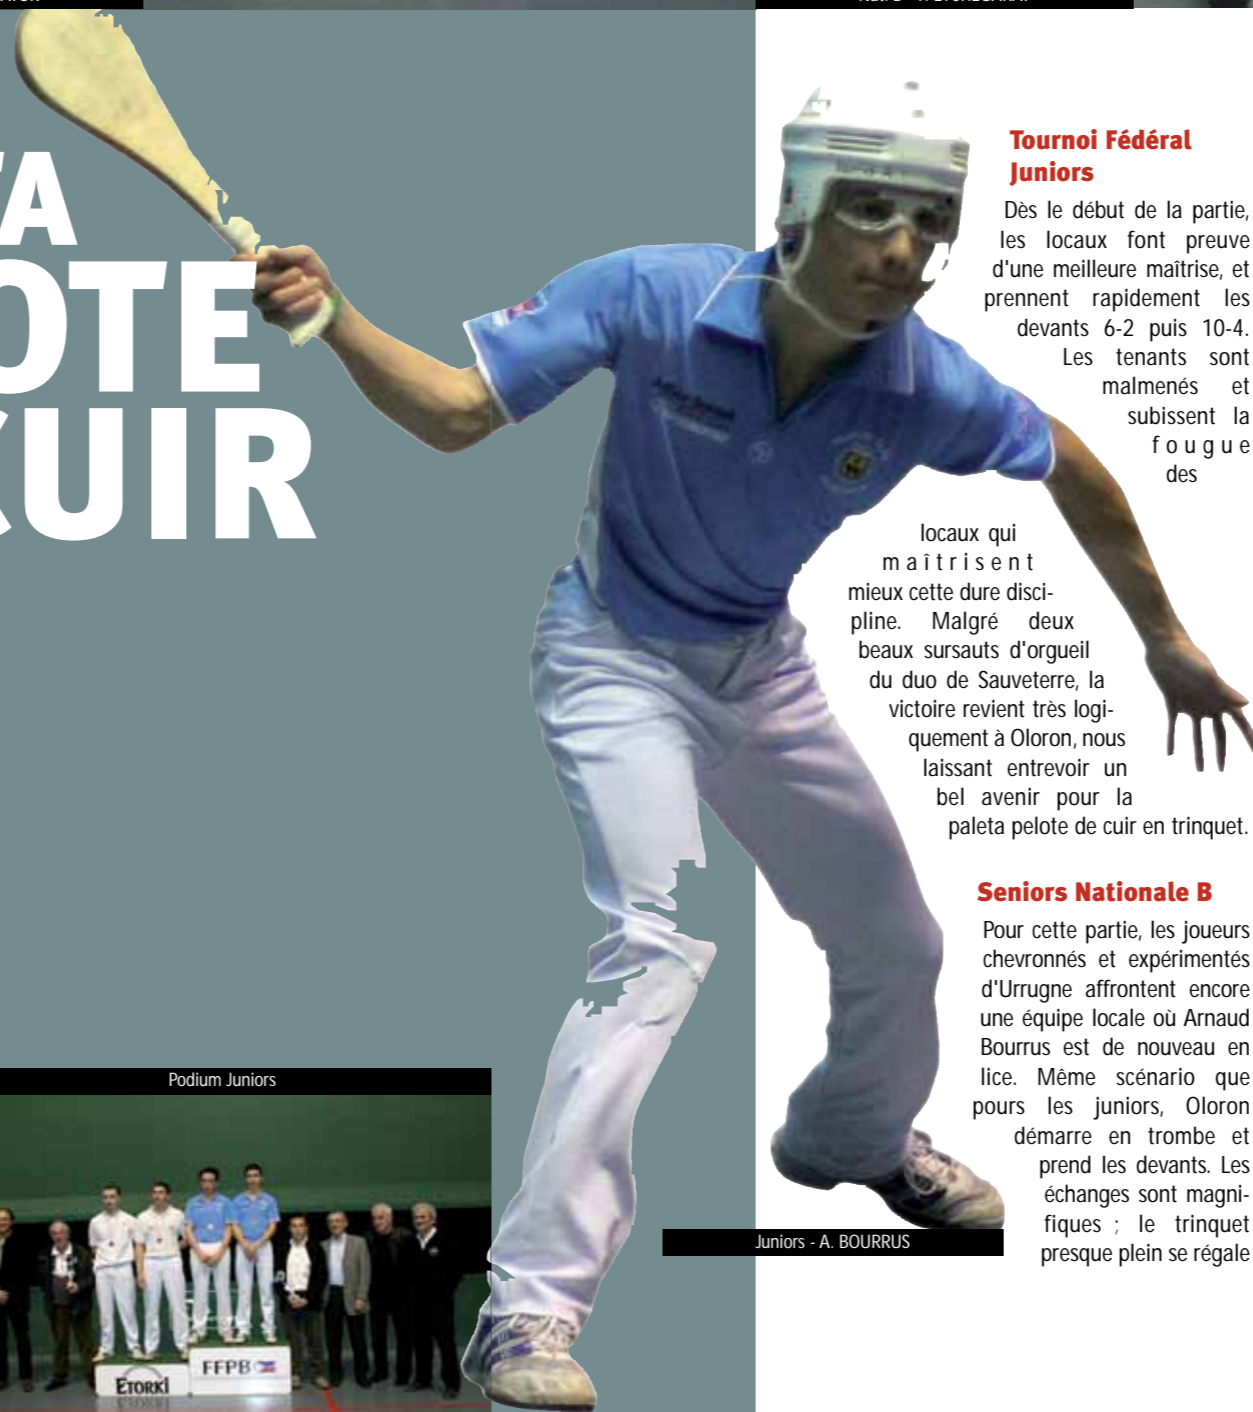 TA
OTE
CUIR
Tournoi Fédéral
Juniors
Dès le début de la partie,
les locaux font preuve
d'une meilleure maîtrise, et
prennent rapidement les
devants 6-2 puis 10-4.
Les tenants sont
malmenés et
subissent la
fougue
des
locaux qui
maîtrisent
mieux cette dure disci-
pline. Malgré deux
beaux sursauts d'orgueil
du duo de Sauveterre, la
victoire revient très logi-
quement à Oloron, nous
laissant entrevoir un
bel avenir pour la
paleta pelote de cuir en trinquet.
Seniors Nationale B
Pour cette partie, les joueurs
chevronnés et expérimentés
d'Urrugne affrontent encore
une équipe locale où Arnaud
Bourrus est de nouveau en
lice. Même scénario que
pours les juniors, Oloron
démarre en trombe et
prend les devants. Les
échanges sont magni-
fiques ; le trinquet
presque plein se régale
Juniors - A. BOURRUS
Podium Juniors
ETORKI
FFPB